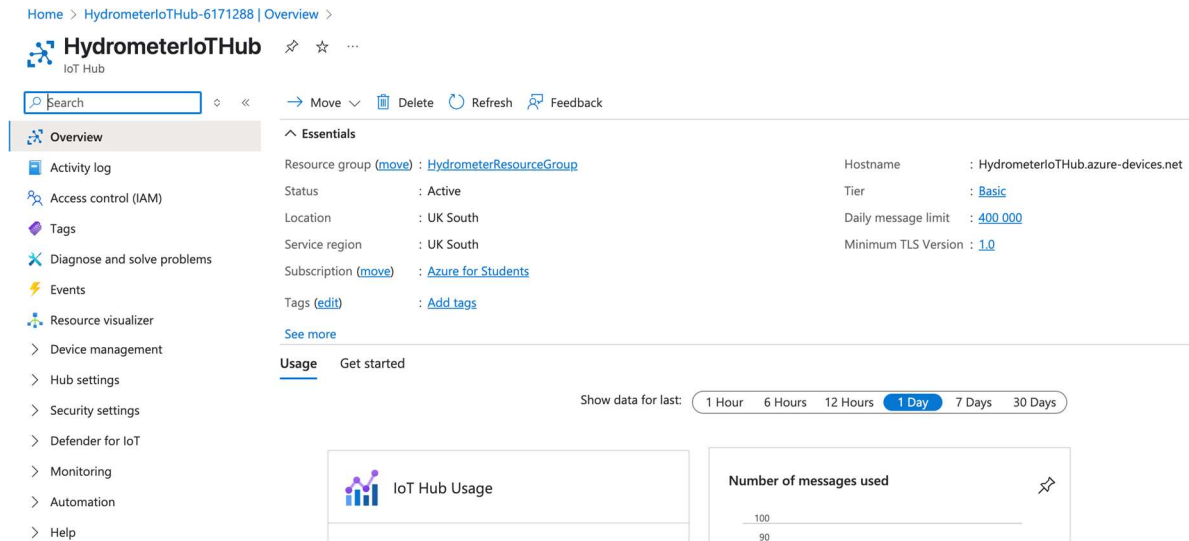 Home > HydrometerIoTHub-6171288 | Overview >
HydrometerIoTHub
IoT Hub
Search
Move Delete Refresh Feedback
Overview
Activity log
Access control (IAM)
Tags
Diagnose and solve problems
Events
Resource visualizer
Device management
Hub settings
Security settings
Defender for IoT
Monitoring
Automation
Help
Essentials
Resource group (move) : HydrometerResourceGroup
Status : Active
Location : UK South
Service region : UK South
Subscription (move) : Azure for Students
Tags (edit) : Add tags
See more
Hostname : HydrometerIoTHub.azure-devices.net
Tier : Basic
Daily message limit : 400 000
Minimum TLS Version : 1.0
Usage Get started
Show data for last: 1 Hour 6 Hours 12 Hours 1 Day 7 Days 30 Days
IoT Hub Usage
Number of messages used
100
90